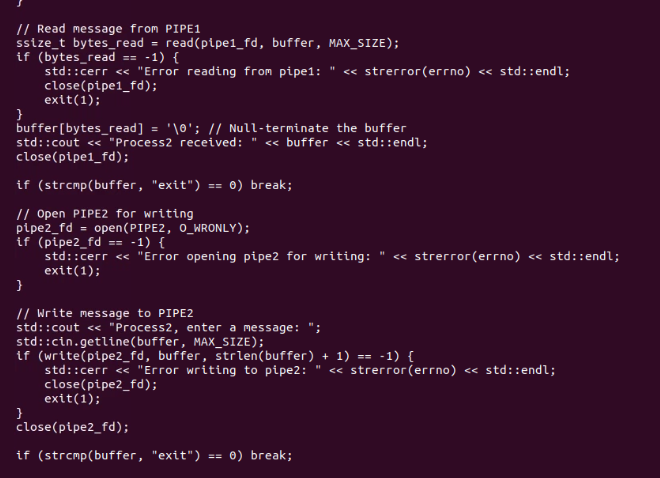 }
// Read message from PIPE1
ssize_t bytes_read = read(pipe1_fd, buffer, MAX_SIZE);
if (bytes_read == -1) {
    std::cerr << "Error reading from pipe1: " << strerror(errno) << std::endl;
    close(pipe1_fd);
    exit(1);
}
buffer[bytes_read] = '\0'; // Null-terminate the buffer
std::cout << "Process2 received: " << buffer << std::endl;
close(pipe1_fd);

if (strcmp(buffer, "exit") == 0) break;

// Open PIPE2 for writing
pipe2_fd = open(PIPE2, O_WRONLY);
if (pipe2_fd == -1) {
    std::cerr << "Error opening pipe2 for writing: " << strerror(errno) << std::endl;
    exit(1);
}

// Write message to PIPE2
std::cout << "Process2, enter a message: ";
std::cin.getline(buffer, MAX_SIZE);
if (write(pipe2_fd, buffer, strlen(buffer) + 1) == -1) {
    std::cerr << "Error writing to pipe2: " << strerror(errno) << std::endl;
    close(pipe2_fd);
    exit(1);
}
close(pipe2_fd);

if (strcmp(buffer, "exit") == 0) break;